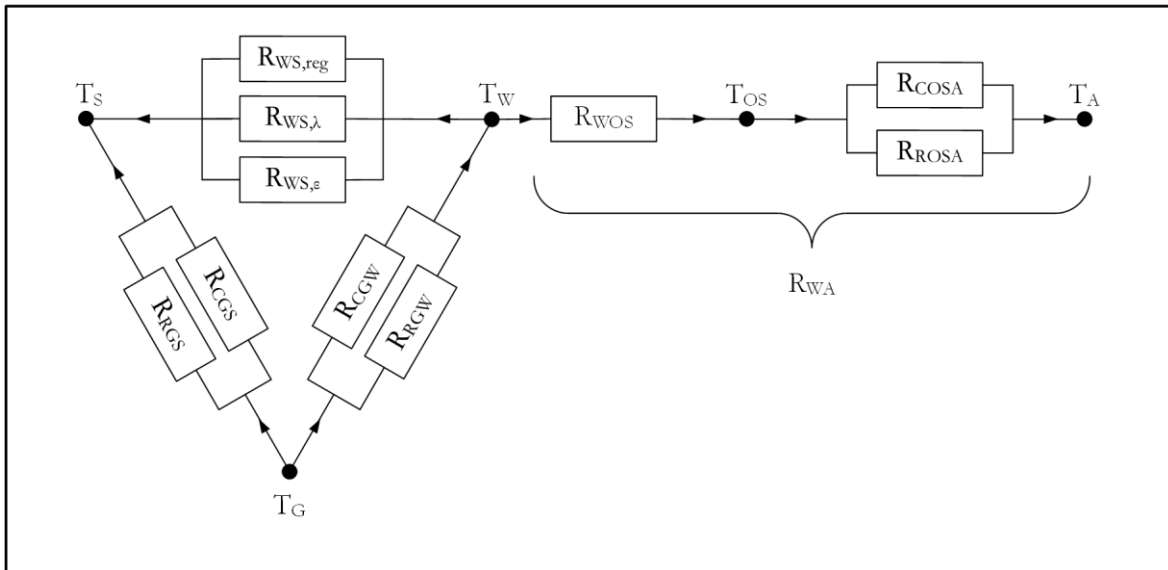 R_WS,reg
T_S
R_WS,λ
T_W
R_WOS
T_OS
R_COSA
T_A
R_ROSA
R_WS,ε
R_RGS
R_CGS
R_CGW
R_RGW
R_WA
T_G